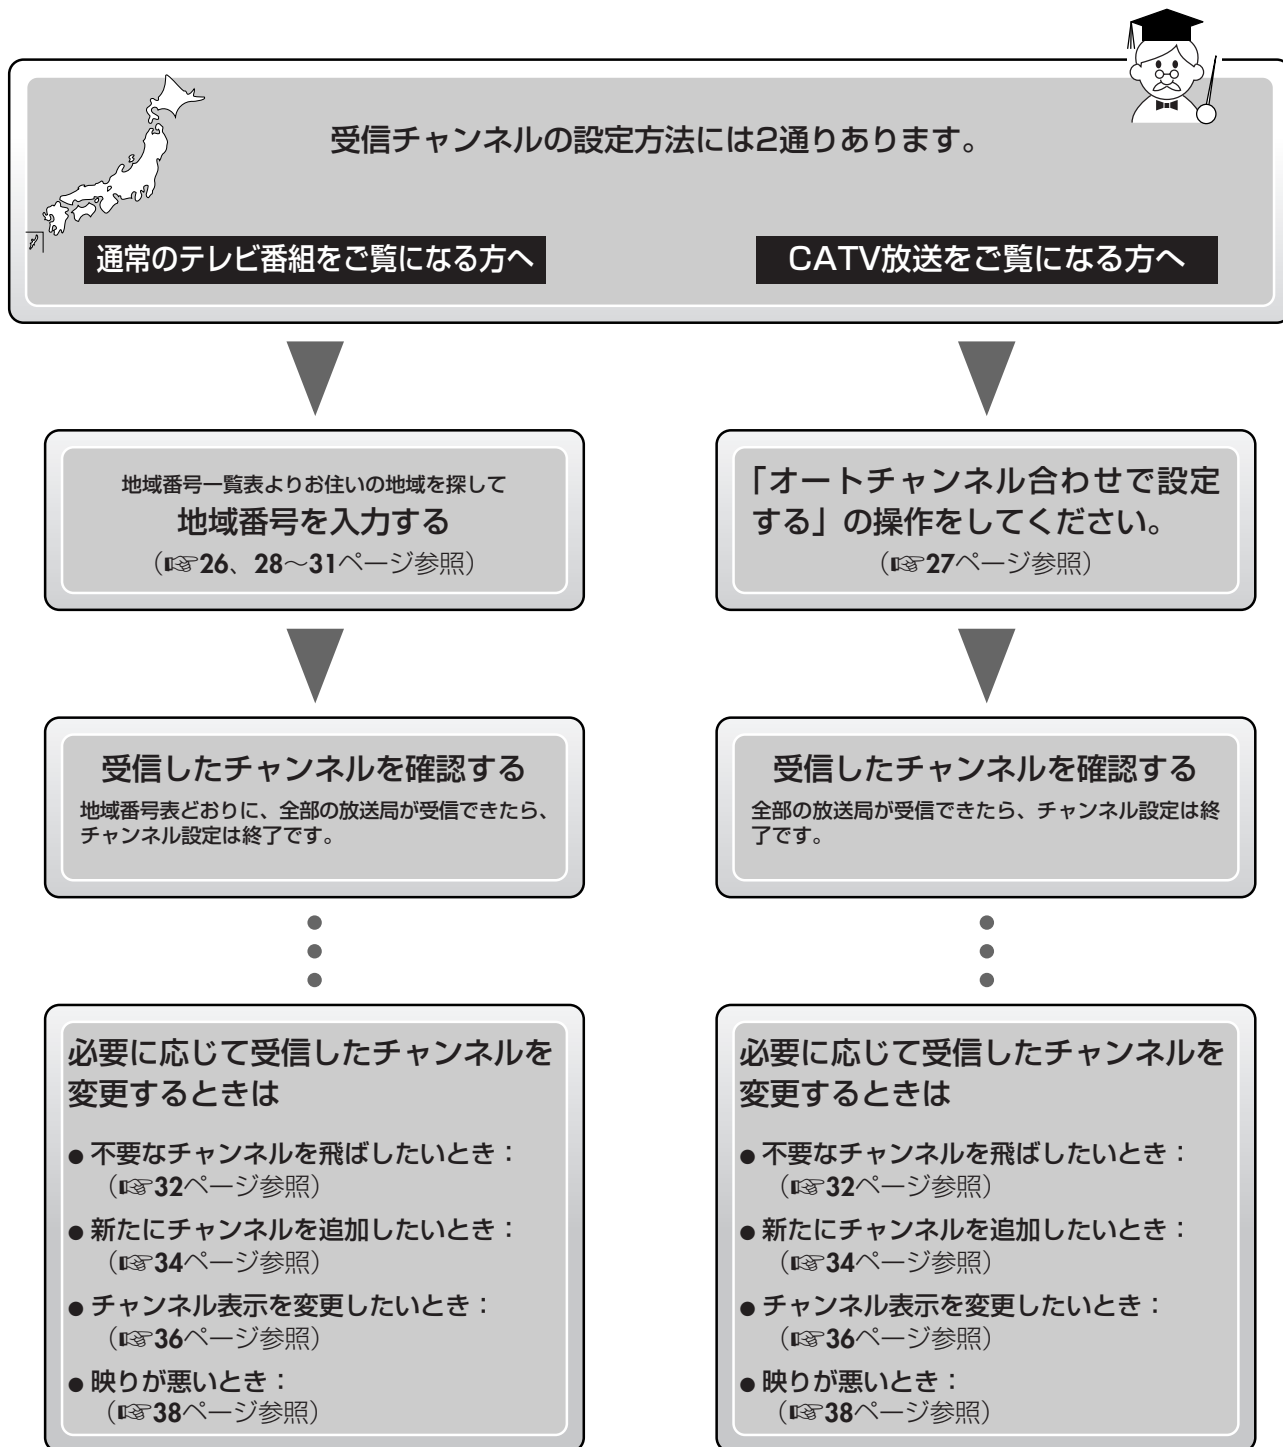 受信チャンネルの設定方法には2通りあります。
通常のテレビ番組をご覧になる方へ
地域番号一覧表よりお住いの地域を探して
地域番号を入力する
(☞26、28〜31ページ参照)
受信したチャンネルを確認する
地域番号表どおりに、全部の放送局が受信できたら、
チャンネル設定は終了です。
必要に応じて受信したチャンネルを
変更するときは
● 不要なチャンネルを飛ばしたいとき：
(☞32ページ参照)
● 新たにチャンネルを追加したいとき：
(☞34ページ参照)
● チャンネル表示を変更したいとき：
(☞36ページ参照)
● 映りが悪いとき：
(☞38ページ参照)
CATV放送をご覧になる方へ
「オートチャンネル合わせで設定
する」の操作をしてください。
(☞27ページ参照)
受信したチャンネルを確認する
全部の放送局が受信できたら、チャンネル設定は終
了です。
必要に応じて受信したチャンネルを
変更するときは
● 不要なチャンネルを飛ばしたいとき：
(☞32ページ参照)
● 新たにチャンネルを追加したいとき：
(☞34ページ参照)
● チャンネル表示を変更したいとき：
(☞36ページ参照)
● 映りが悪いとき：
(☞38ページ参照)